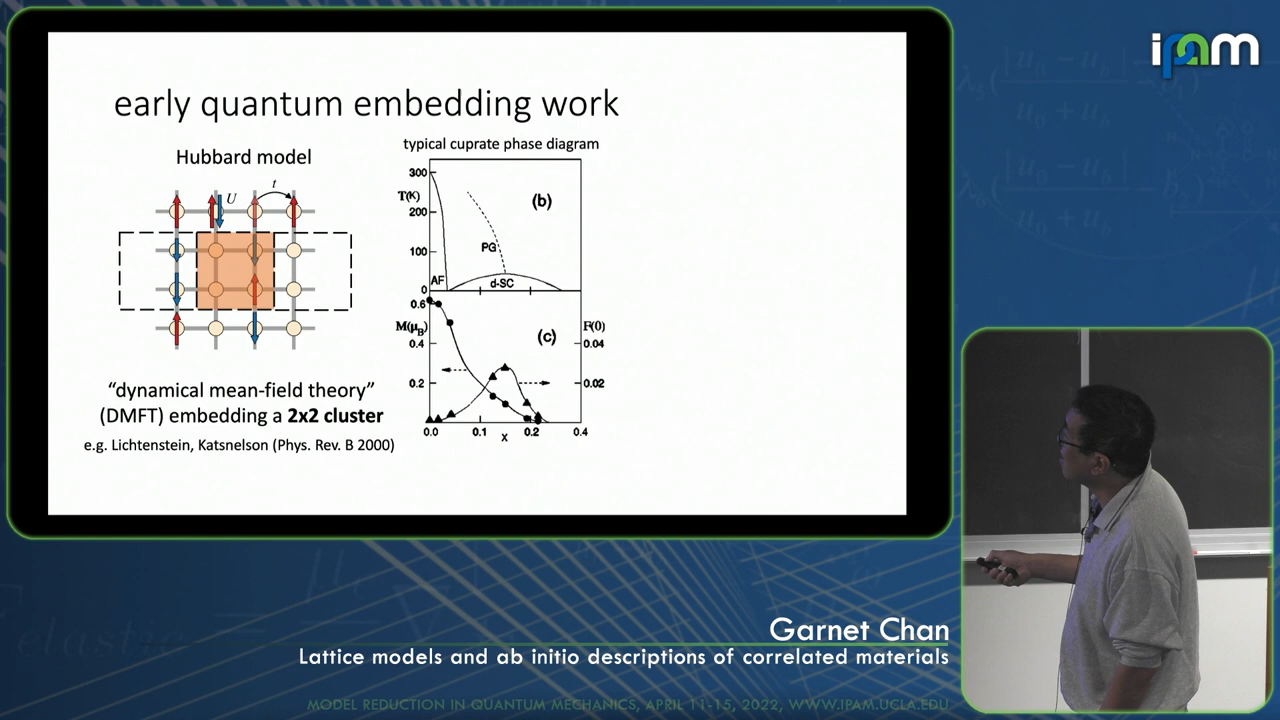 ipam
early quantum embedding work
Hubbard model
U
t
"dynamical mean-field theory"
(DMFT) embedding a 2x2 cluster
e.g. Lichtenstein, Katsnelson (Phys. Rev. B 2000)
typical cuprate phase diagram
300
T(K)
200
100
0
(b)
PG
AF
d-SC
0.6
M(μB)
0.4
0.2
(c)
F(0)
0.04
0.02
0.0
0.1
0.2
0.4
x
Garnet Chan
Lattice models and ab initio descriptions of correlated materials
MODEL REDUCTION IN QUANTUM MECHANICS, APRIL 11-15, 2022, WWW.IPAM.UCLA.EDU